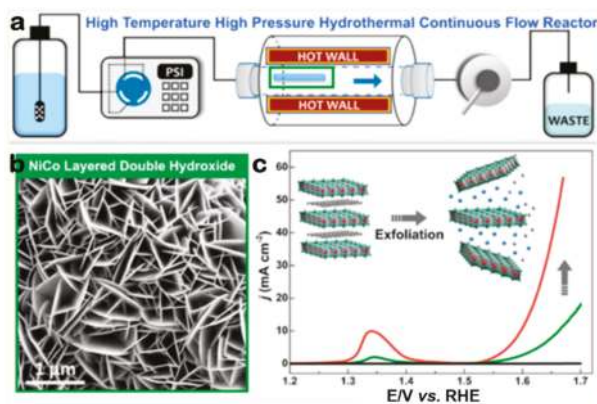 a High Temperature High Pressure Hydrothermal Continuous Flow Reactor
PSI
HOT WALL
HOT WALL
WASTE
b NiCo Layered Double Hydroxide
1 µm
c
60
50
40
30
20
10
0
j (mA cm⁻²)
Exfoliation
1.2 1.3 1.4 1.5 1.6 1.7
E/V vs. RHE